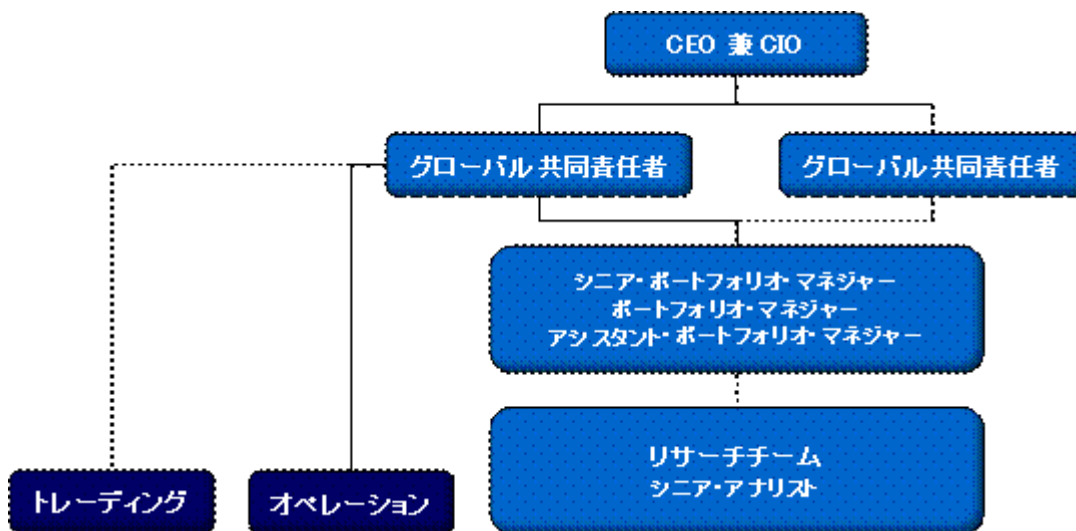 CEO 兼 CIO
グローバル 共同責任者
グローバル 共同責任者
シニア・ポートフォリオ・マネジャー
ポートフォリオ・マネジャー
アシスタント・ポートフォリオ・マネジャー
リサーチチーム
シニア・アナリスト
トレーディング
オペレーション